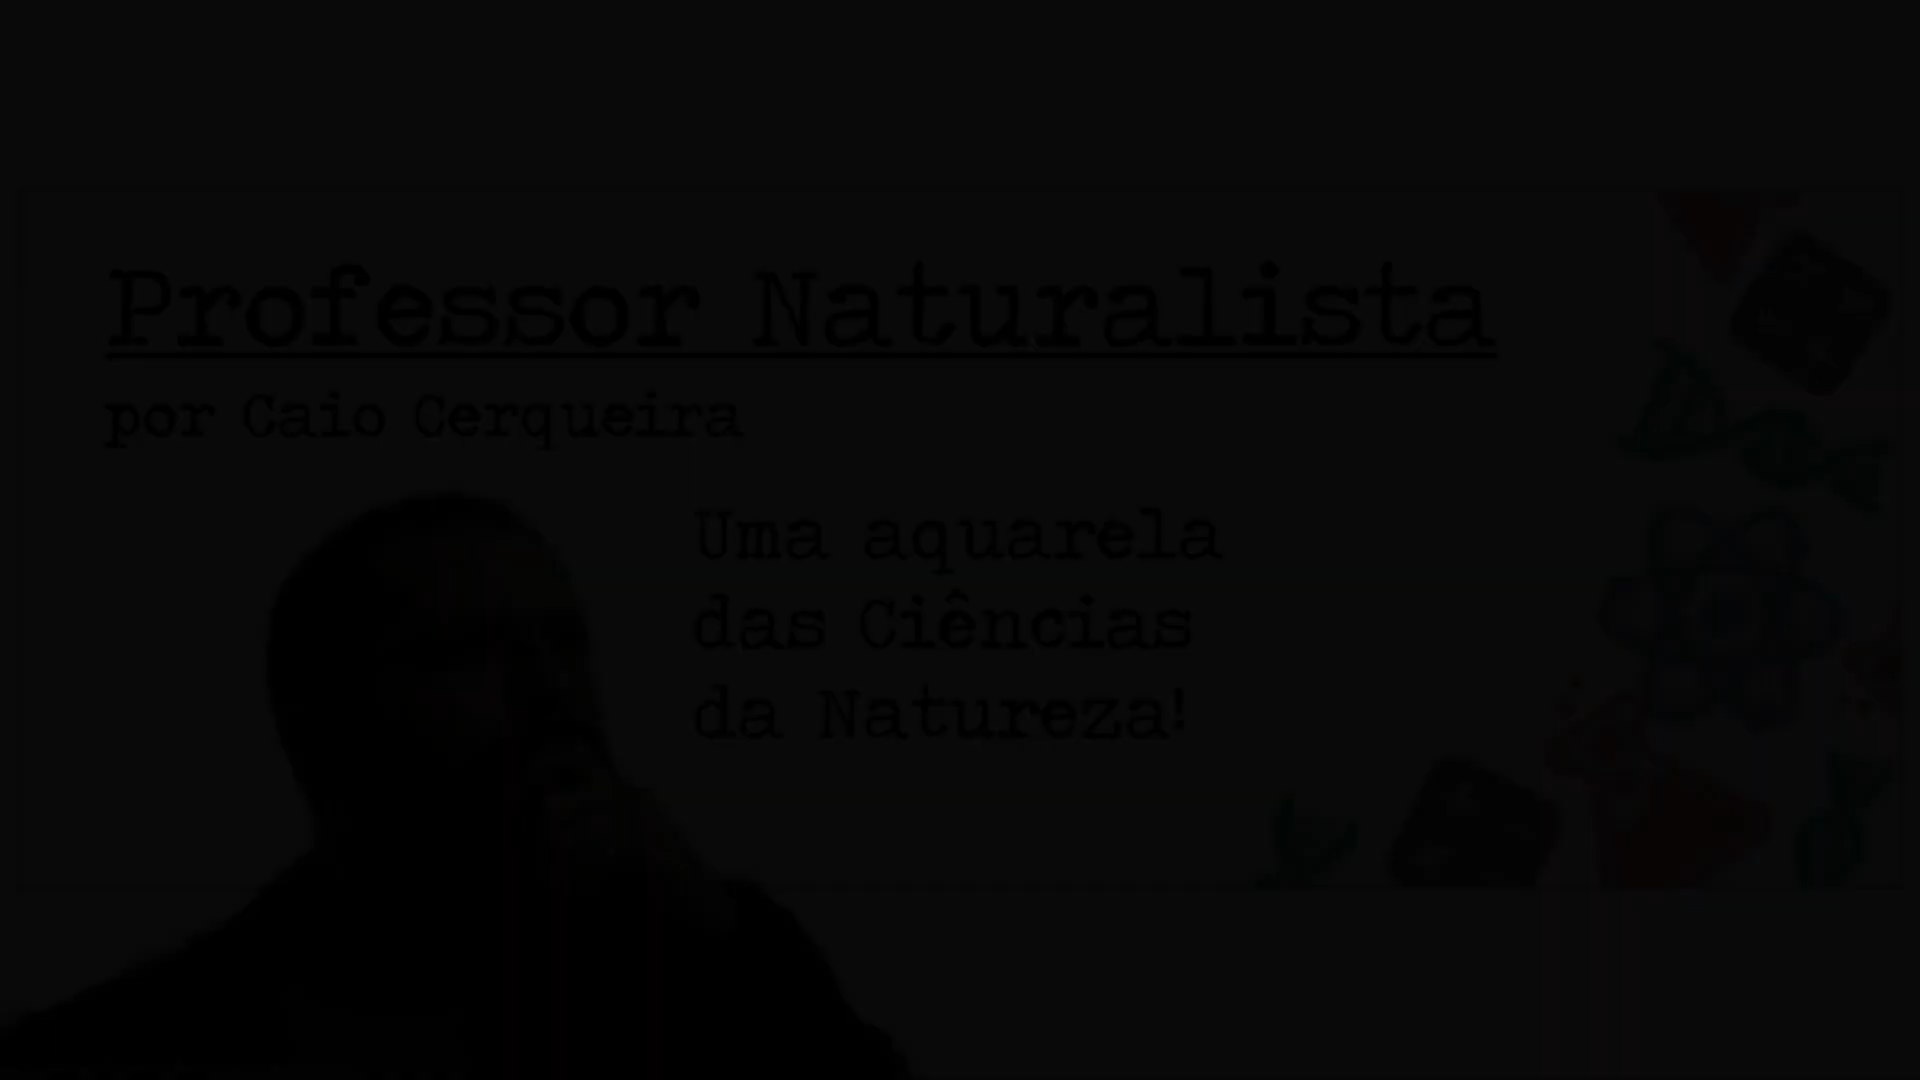 Professor Naturalista
por Caio Cerqueira
Uma aquarela
das Ciências
da Natureza!